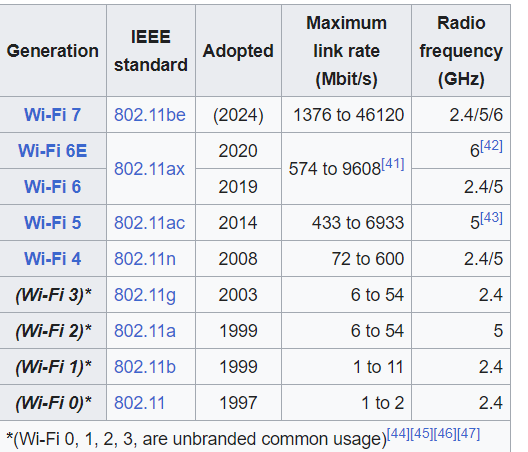 Generation IEEE standard Adopted Maximum link rate (Mbit/s) Radio frequency (GHz)
Wi-Fi 7 802.11be (2024) 1376 to 46120 2.4/5/6
Wi-Fi 6E 802.11ax 2020 574 to 9608[41] 6[42]
Wi-Fi 6 2019 2.4/5
Wi-Fi 5 802.11ac 2014 433 to 6933 5[43]
Wi-Fi 4 802.11n 2008 72 to 600 2.4/5
(Wi-Fi 3)* 802.11g 2003 6 to 54 2.4
(Wi-Fi 2)* 802.11a 1999 6 to 54 5
(Wi-Fi 1)* 802.11b 1999 1 to 11 2.4
(Wi-Fi 0)* 802.11 1997 1 to 2 2.4
*(Wi-Fi 0, 1, 2, 3, are unbranded common usage)[44][45][46][47]